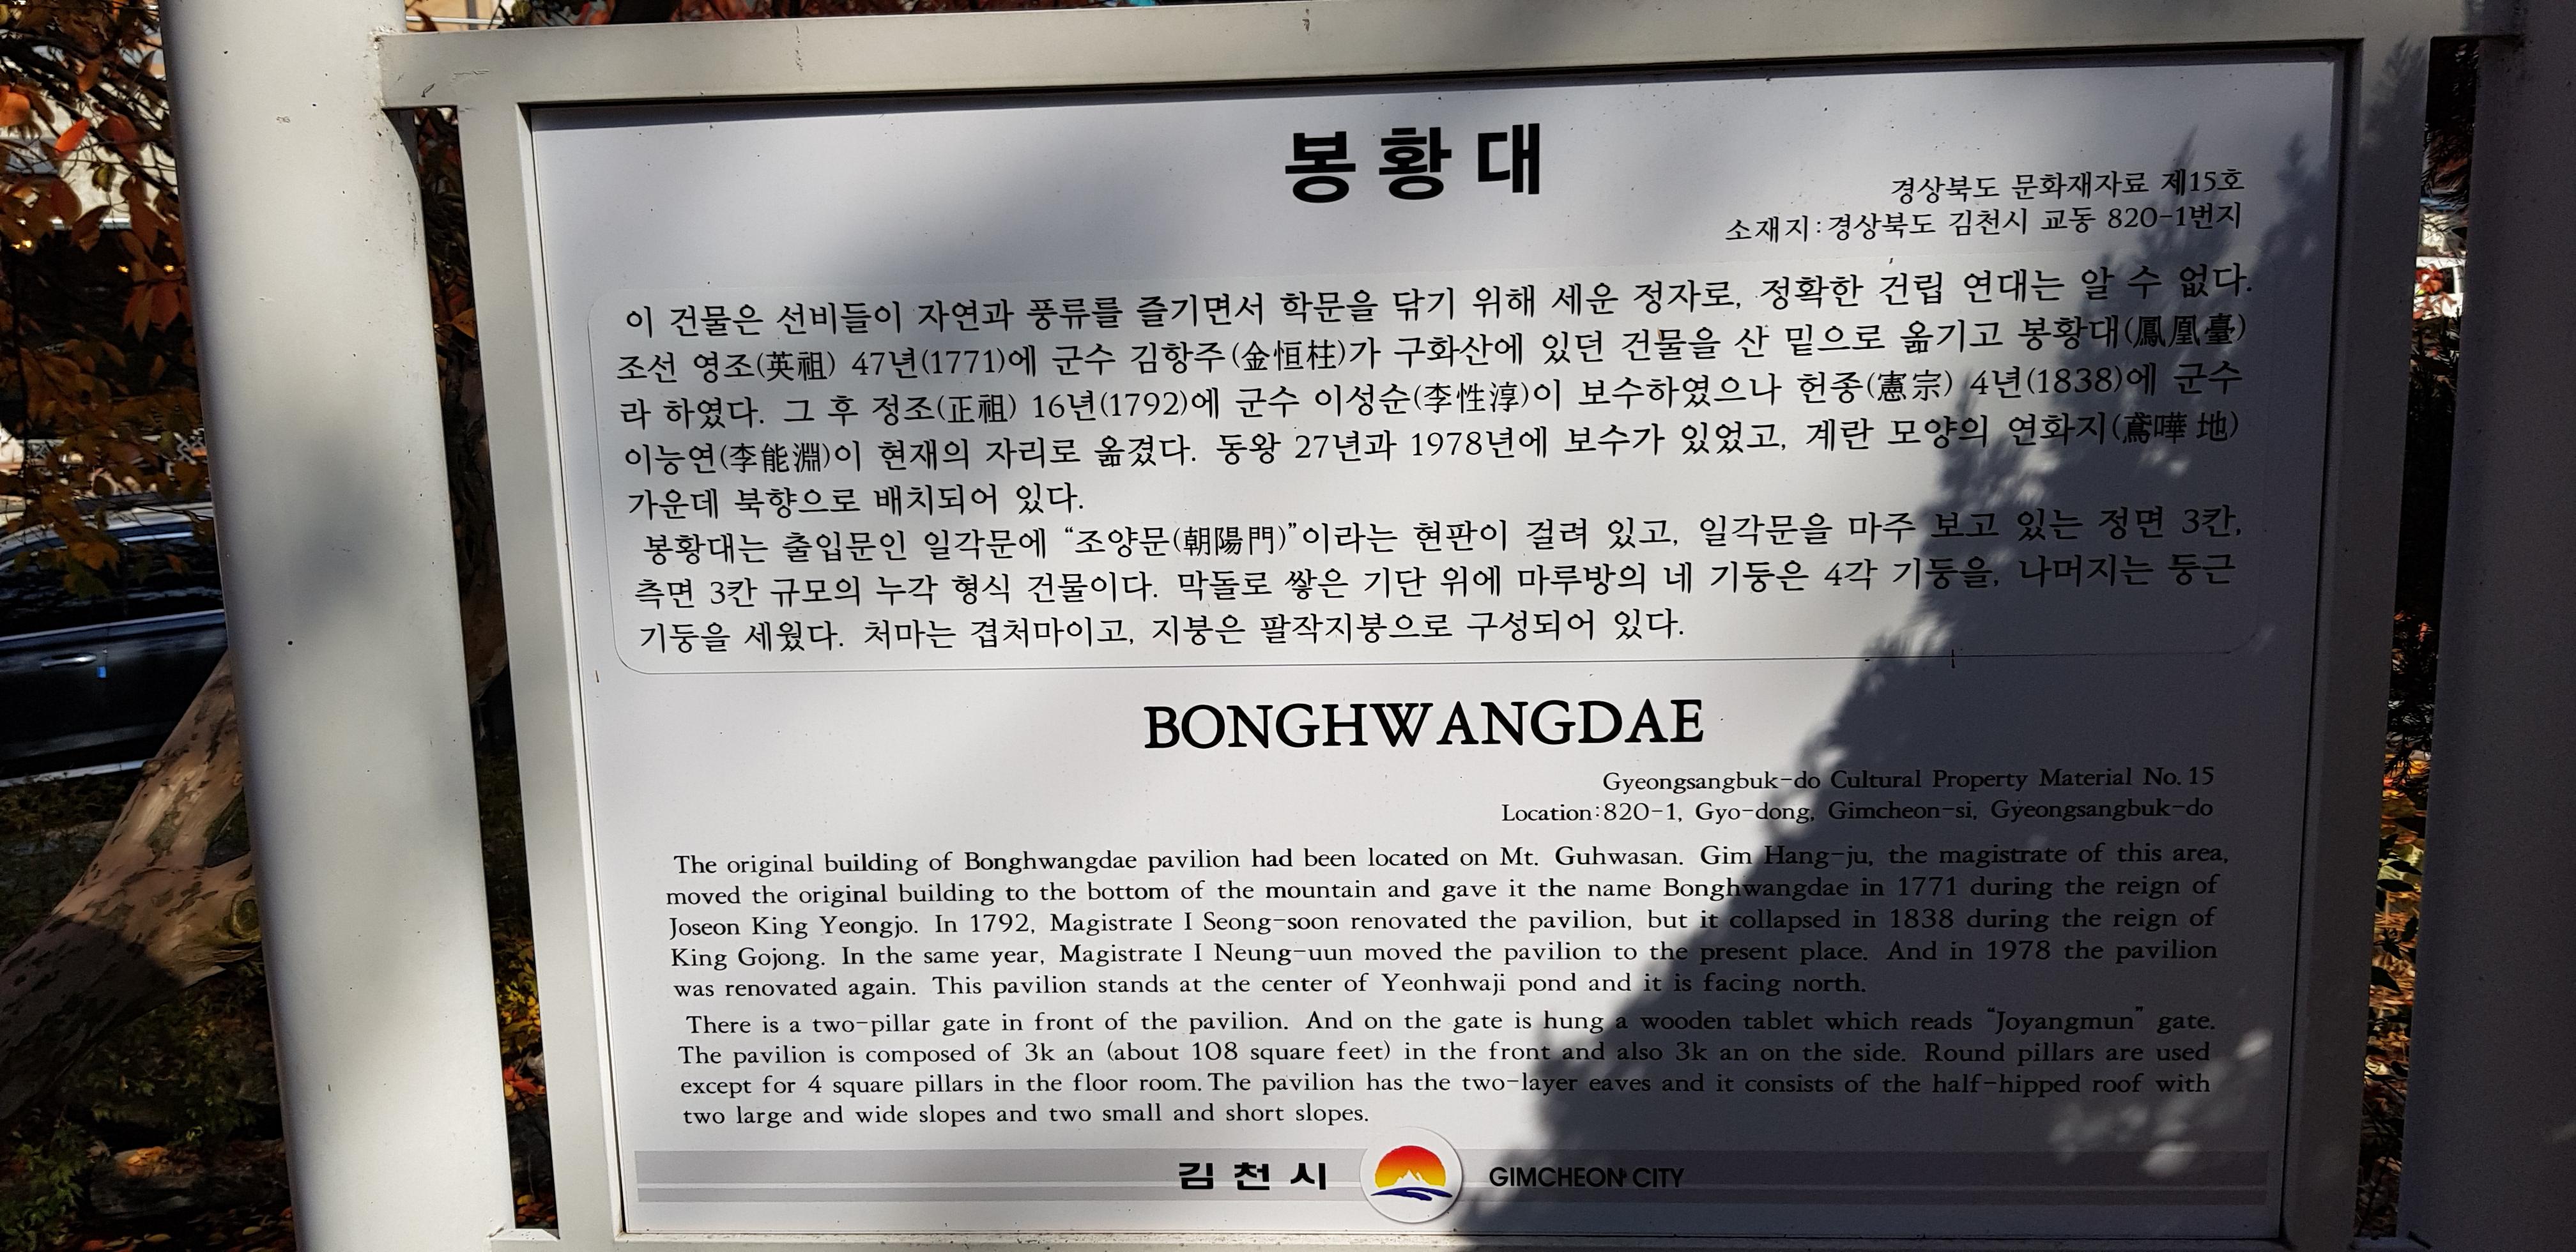 봉황대
경상북도 문화재자료 제15호
소재지:경상북도 김천시 교동 820-1번지
이 건물은 선비들이 자연과 풍류를 즐기면서 학문을 닦기 위해 세운 정자로, 정확한 건립 연대는 알 수 없다.
조선 영조(英祖) 47년(1771)에 군수 김항주(金恒柱)가 구화산에 있던 건물을 산 밑으로 옮기고 봉황대(鳳凰臺)
라 하였다. 그 후 정조(正祖) 16년(1792)에 군수 이성순(李性淳)이 보수하였으나 헌종(憲宗) 4년(1838)에 군수
이능연(李能淵)이 현재의 자리로 옮겼다. 동왕 27년과 1978년에 보수가 있었고, 계란 모양의 연화지(鳶嘩 地)
가운데 북향으로 배치되어 있다.
봉황대는 출입문인 일각문에 “조양문(朝陽門)”이라는 현판이 걸려 있고, 일각문을 마주 보고 있는 정면 3칸,
측면 3칸 규모의 누각 형식 건물이다. 막돌로 쌓은 기단 위에 마루방의 네 기둥은 4각 기둥을, 나머지는 둥근
기둥을 세웠다. 처마는 겹처마이고, 지붕은 팔작지붕으로 구성되어 있다.
BONGHWANGDAE
Gyeongsangbuk-do Cultural Property Material No. 15
Location:820-1, Gyo-dong, Gimcheon-si, Gyeongsangbuk-do
The original building of Bonghwangdae pavilion had been located on Mt. Guhwasan. Gim Hang-ju, the magistrate of this area,
moved the original building to the bottom of the mountain and gave it the name Bonghwangdae in 1771 during the reign of
Joseon King Yeongjo. In 1792, Magistrate I Seong-soon renovated the pavilion, but it collapsed in 1838 during the reign of
King Gojong. In the same year, Magistrate I Neung-uun moved the pavilion to the present place. And in 1978 the pavilion
was renovated again. This pavilion stands at the center of Yeonhwaji pond and it is facing north.
There is a two-pillar gate in front of the pavilion. And on the gate is hung a wooden tablet which reads “Joyangmun” gate.
The pavilion is composed of 3k an (about 108 square feet) in the front and also 3k an on the side. Round pillars are used
except for 4 square pillars in the floor room. The pavilion has the two-layer eaves and it consists of the half-hipped roof with
two large and wide slopes and two small and short slopes.
김천시 GIMCHEON CITY